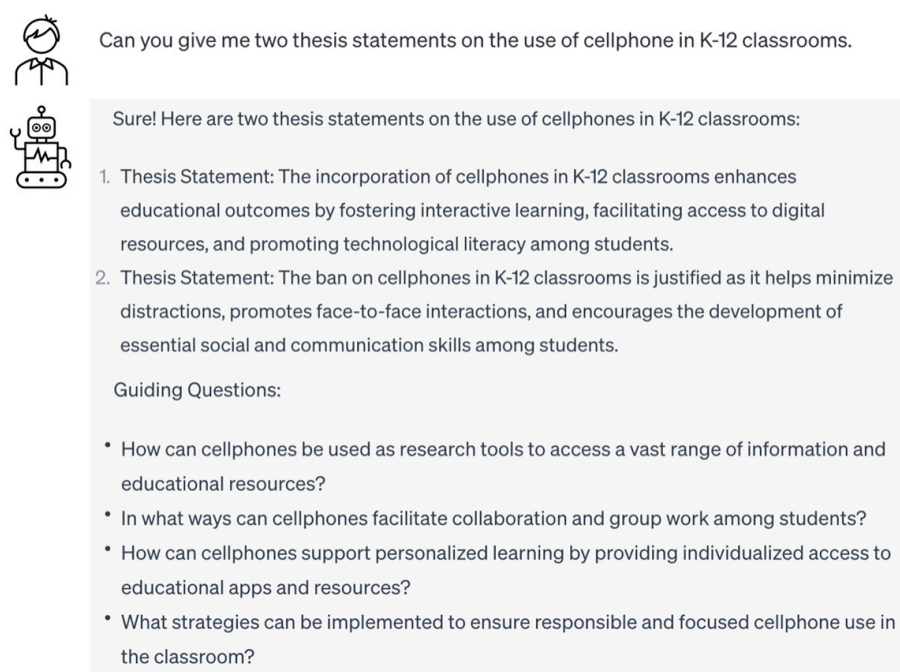 Can you give me two thesis statements on the use of cellphone in K-12 classrooms.
Sure! Here are two thesis statements on the use of cellphones in K-12 classrooms:
1. Thesis Statement: The incorporation of cellphones in K-12 classrooms enhances
educational outcomes by fostering interactive learning, facilitating access to digital
resources, and promoting technological literacy among students.
2. Thesis Statement: The ban on cellphones in K-12 classrooms is justified as it helps minimize
distractions, promotes face-to-face interactions, and encourages the development of
essential social and communication skills among students.
Guiding Questions:
• How can cellphones be used as research tools to access a vast range of information and
educational resources?
• In what ways can cellphones facilitate collaboration and group work among students?
• How can cellphones support personalized learning by providing individualized access to
educational apps and resources?
• What strategies can be implemented to ensure responsible and focused cellphone use in
the classroom?